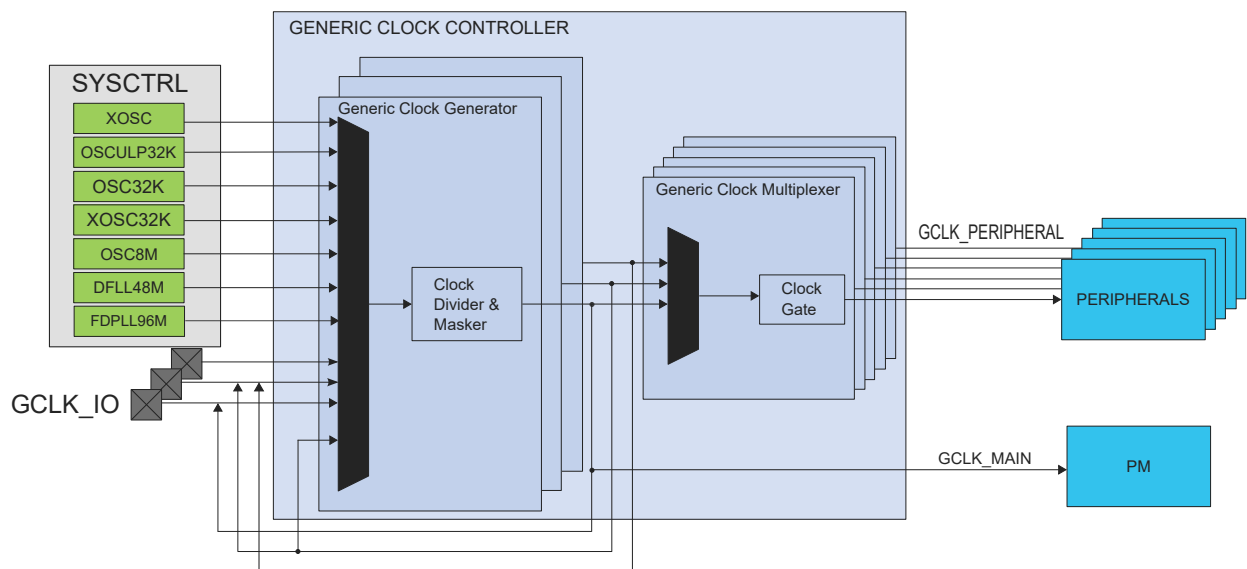 GENERIC CLOCK CONTROLLER
SYSCTRL
XOSC
OSCULP32K
OSC32K
XOSC32K
OSC8M
DFLL48M
FDPLL96M
GCLK_IO
Generic Clock Generator
Clock
Divider &
Masker
Generic Clock Multiplexer
Clock
Gate
GCLK_PERIPHERAL
PERIPHERALS
GCLK_MAIN
PM